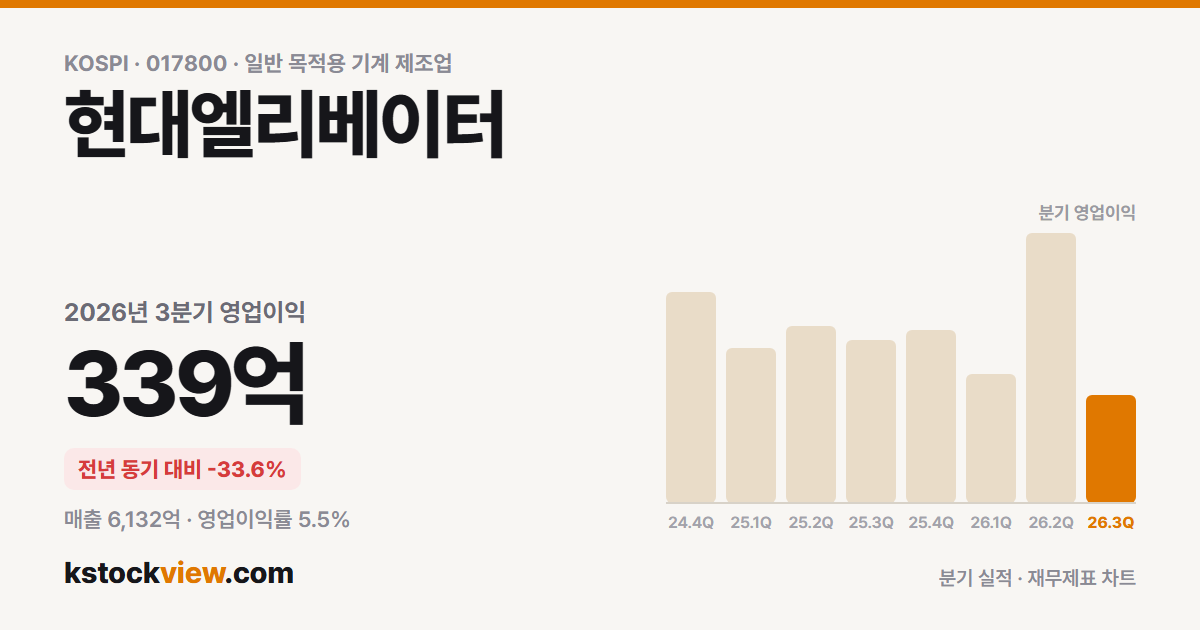 KOSPI · 017800 · 일반 목적용 기계 제조업
현대엘리베이터
분기 영업이익
2026년 3분기 영업이익
339억
전년 동기 대비 -33.6%
매출 6,132억 · 영업이익률 5.5%
24.4Q 25.1Q 25.2Q 25.3Q 25.4Q 26.1Q 26.2Q 26.3Q
kstockview.com
분기 실적 · 재무제표 차트